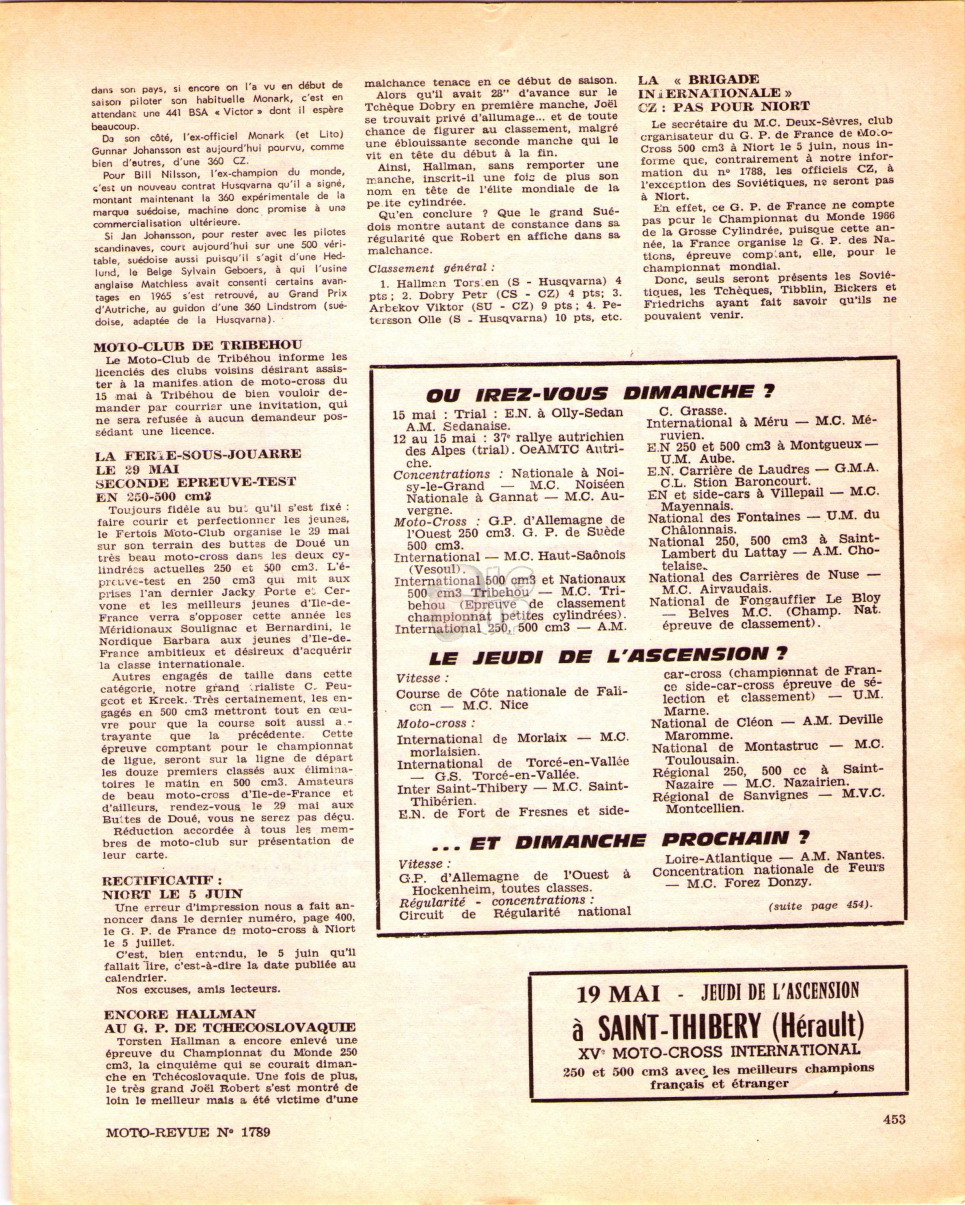 dans son pays, si encore on l'a vu en début de
saison piloter son habituelle Monark, c'est en
attendant une 441 BSA « Victor » dont il espère
beaucoup.
Da son côté, l'ex-officiel Monark (et Lito)
Gunnar Johansson est aujourd'hui pourvu, comme
bien d'autres, d'une 360 CZ.
Pour Bill Nilsson, l'ex-champion du monde,
c'est un nouveau contrat Husqvarna qu'il a signé,
montant maintenant la 360 expérimentale de la
marque suédoise, machine donc promise à una
commercialisation ultérieure.
Si Jan Johansson, pour rester avec les pilotes
scandinaves, court aujourd'hui sur une 500 véri-
table, suédoise aussi puisqu'il s'agit d'une Hed-
lund, le Belge Sylvain Geboers, à qui l'usine
anglaise Matchless avait consenti certains avan-
tages en 1965 s'est retrouvé, au Grand Prix
d'Autriche, au guidon d'une 360 Lindstrom (sué-
doise, adaptée de la Husqvarna).
MOTO-CLUB DE TRIBEHOU
Le Moto-Club de Tribéhou informe les
licenciés des clubs voisins désirant assis-
ter à la manifes.ation de moto-cross du
15 mai à Tribéhou de bien vouloir de-
mander par courrier une invitation, qui
ne sera refusée à aucun demandeur pos-
sédant une licence.
LA FERTE-SOUS-JOUARRE
LE 29 MAI
SECONDE EPREUVE-TEST
EN 250-500 cm3
Toujours fidèle au but qu'il s'est fixé :
faire courir et perfectionner les jeunes,
le Fertois Moto-Club organise le 29 mai
sur son terrain des buttes de Doué un
très beau moto-cross dans les deux cy-
lindrées actuelles 250 et 500 cm3. L'é-
preuve-test en 250 cm3 qui mit aux
prises l'an dernier Jacky Porte et Cer-
vone et les meilleurs jeunes d'Ile-de-
France verra s'opposer cette année les
Méridionaux Soulignac et Bernardini, le
Nordique Barbara aux jeunes d'Ile-de-
France ambitieux et désireux d'acquérir
la classe internationale.
Autres engagés de taille dans cette
catégorie, notre grand trialiste C. Peu-
geot et Krcek. Très certainement, les en-
gagés en 500 cm3 mettront tout en œu-
vre pour que la course soit aussi a.-
trayante que la précédente. Cette
épreuve comptant pour le championnat
de ligue, seront sur la ligne de départ
les douze premiers classés aux élimina-
toires le matin en 500 cm3. Amateurs
de beau moto-cross d'Ile-de-France et
d'ailleurs, rendez-vous le 29 mai aux
Buttes de Doué, vous ne serez pas déçu.
Réduction accordée à tous les mem-
bres de moto-club sur présentation de
leur carte.
RECTIFICATIF :
NIORT LE 5 JUIN
Une erreur d'impression nous a fait an-
noncer dans le dernier numéro, page 400,
le G. P. de France de moto-cross à Niort
le 5 juillet.
C'est, bien entendu, le 5 juin qu'il
fallait lire, c'est-à-dire la date publiée au
calendrier.
Nos excuses, amis lecteurs.
ENCORE HALLMAN
AU G. P. DE TCHECOSLOVAQUIE
Torsten Hallman a encore enlevé une
épreuve du Championnat du Monde 250
cm3, la cinquième qui se courait diman-
che en Tchécoslovaquie. Une fois de plus,
le très grand Joël Robert s'est montré de
loin le meilleur mais a été victime d'une
malchance tenace en ce début de saison.
Alors qu'il avait 28" d'avance sur le
Tchèque Dobry en première manche, Joël
se trouvait privé d'allumage... et de toute
chance de figurer au classement, malgré
une éblouissante seconde manche qui le
vit en tête du début à la fin.
Ainsi, Hallman, sans remporter une
manche, inscrit-il une fois de plus son
nom en tête de l'élite mondiale de la
pe ite cylindrée.
Qu'en conclure ? Que le grand Sué-
dois montre autant de constance dans sa
régularité que Robert en affiche dans sa
malchance.
Classement général :
1. Hallman Tors.en (S - Husqvarna) 4
pts ; 2. Dobry Petr (CS - CZ) 4 pts; 3.
Arbekov Viktor (SU - CZ) 9 pts ; 4. Pe-
tersson Olle (S - Husqvarna) 10 pts, etc.
LA « BRIGADE
INTERNATIONALE »
CZ : PAS POUR NIORT
Le secrétaire du M.C. Deux-Sèvres, club
organisateur du G. P. de France de Moto-
Cross 500 cm3 à Niort le 5 juin, nous in-
forme que, contrairement à notre infor-
mation du n° 1788, les officiels CZ, à
l'exception des Soviétiques, ne seront pas
à Niort.
En effet, ce G. P. de France ne compte
pas pour le Championnat du Monde 1966
de la Grosse Cylindrée, puisque cette an-
née, la France organise le G. P. des Na-
tions, épreuve comp.ant, elle, pour le
championnat mondial.
Donc, seuls seront présents les Sovié-
tiques, les Tchèques, Tibblin, Bickers et
Friedrichs ayant fait savoir qu'ils ne
pouvaient venir.
OU IREZ-VOUS DIMANCHE ?
15 mai : Trial : E.N. à Olly-Sedan
A.M. Sedanaise.
12 au 15 mai : 37e rallye autrichien
des Alpes (trial). OeAMTC Autri-
che.
Concentrations : Nationale à Noi-
sy-le-Grand — M.C. Noiséen
Nationale à Gannat — M.C. Au-
vergne.
Moto-Cross : G.P. d'Allemagne de
l'Ouest 250 cm3. G. P. de Suède
500 cm3.
International — M.C. Haut-Saônois
(Vesoul).
International 500 cm3 et Nationaux
500 cm3 Tribehou — M.C. Tri-
behou (Epreuve de classement
championnat petites cylindrées).
International 250, 500 cm3 — A.M.
C. Grasse.
International à Méru — M.C. Mé-
ruvien.
E.N 250 et 500 cm3 à Montgueux —
U.M. Aube.
E.N. Carrière de Laudres — G.M.A.
C.L. Stion Baroncourt.
EN et side-cars à Villepail — M.C.
Mayennais.
National des Fontaines — U.M. du
Châlonnais.
National 250, 500 cm3 à Saint-
Lambert du Lattay — A.M. Cho-
telaise.
National des Carrières de Nuse —
M.C. Airvaudais.
National de Fongauffier Le Bloy
— Belves M.C. (Champ. Nat.
épreuve de classement).
LE JEUDI DE L'ASCENSION ?
Vitesse :
Course de Côte nationale de Fali-
con — M.C. Nice
Moto-cross :
International de Morlaix — M.C.
morlaisien.
International de Torcé-en-Vallée
— G.S. Torcé-en-Vallée.
Inter Saint-Thibery — M.C. Saint-
Thibérien.
E.N. de Fort de Fresnes et side-
car-cross (championnat de Fran-
ce side-car-cross épreuve de sé-
lection et classement) — U.M.
Marne.
National de Cléon — A.M. Deville
Maromme.
National de Montastruc — M.C.
Toulousain.
Régional 250, 500 cc à Saint-
Nazaire — M.C. Nazairien.
Régional de Sanvignes — M.V.C.
Montcellien.
... ET DIMANCHE PROCHAIN ?
Vitesse :
G.P. d'Allemagne de l'Ouest à
Hockenheim, toutes classes.
Régularité - concentrations :
Circuit de Régularité national
Loire-Atlantique — A.M. Nantes.
Concentration nationale de Feurs
— M.C. Forez Donzy.
(suite page 454).
19 MAI - JEUDI DE L'ASCENSION
à SAINT-THIBERY (Hérault)
XVe MOTO-CROSS INTERNATIONAL
250 et 500 cm3 avec les meilleurs champions
français et étranger
MOTO-REVUE N° 1789
453